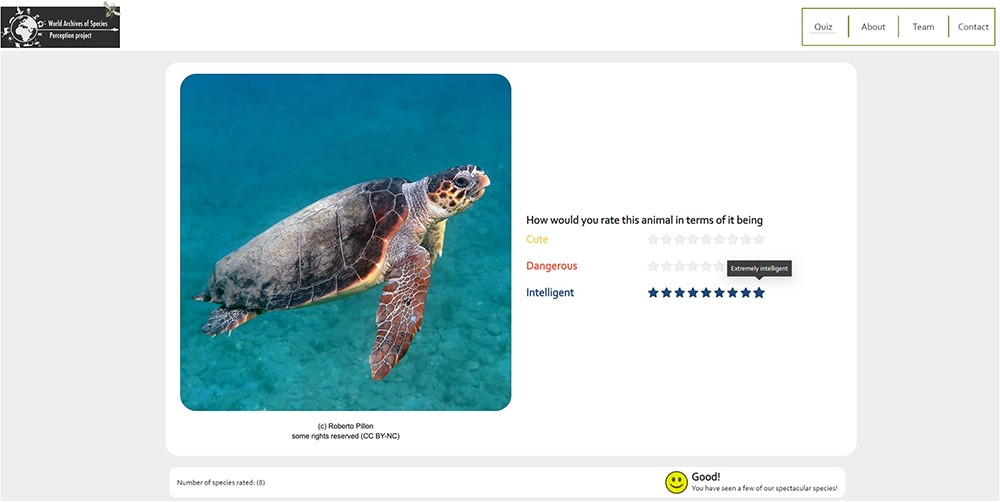 World Archives of Species
Perception project
Quiz
About
Team
Contact
How would you rate this animal in terms of it being
Cute
Dangerous
Extremely intelligent
Intelligent
(c) Roberto Pillon
some rights reserved (CC BY-NC)
Number of species rated: (8)
Good!
You have seen a few of our spectacular species!